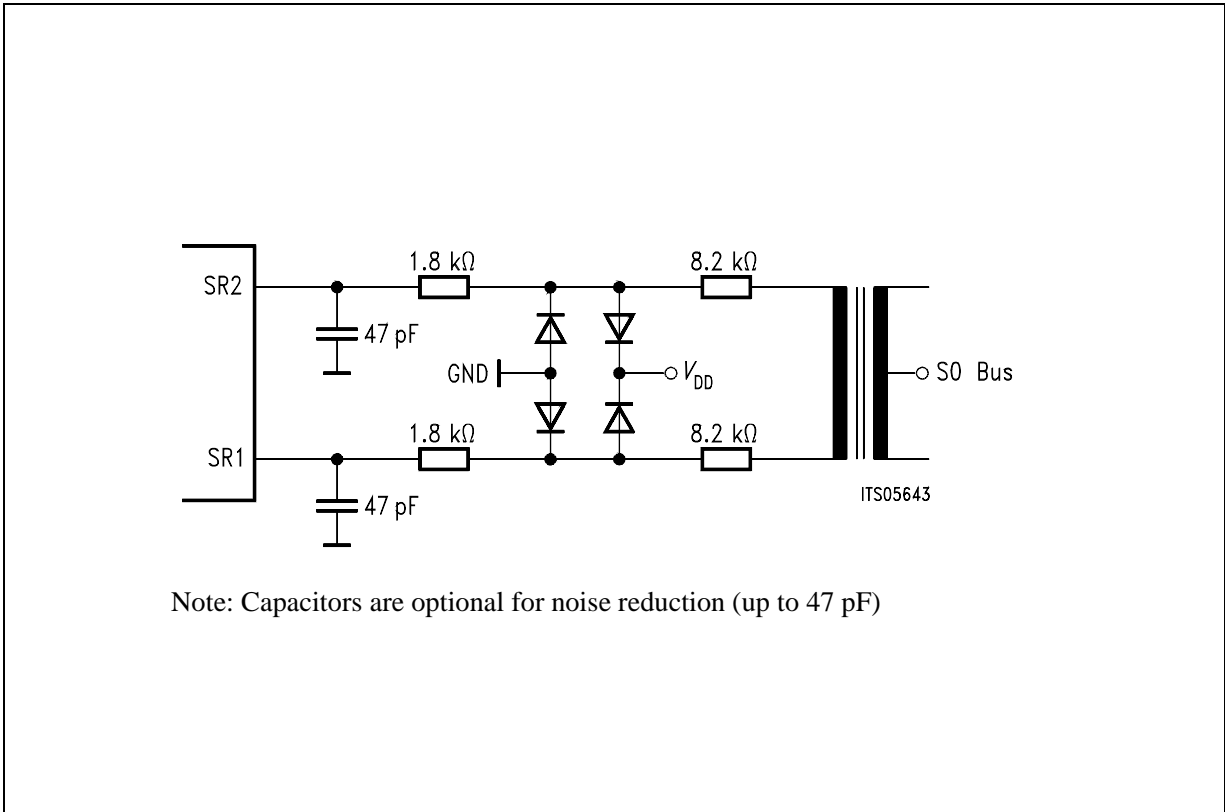 1.8 kΩ
8.2 kΩ
SR2
47 pF
GND
V_DD
S0 Bus
1.8 kΩ
8.2 kΩ
SR1
ITS05643
47 pF
Note: Capacitors are optional for noise reduction (up to 47 pF)